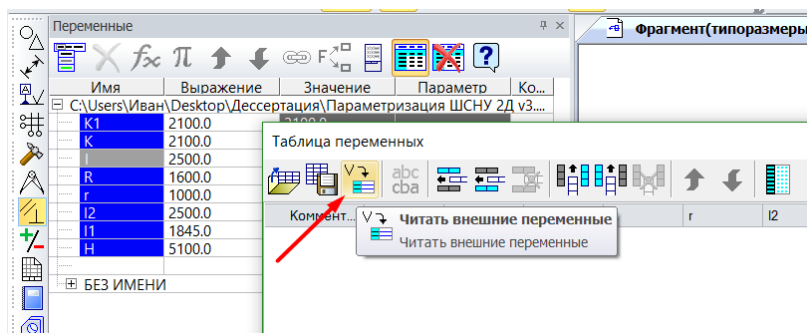 Переменные
Фрагмент(типоразмеры
Имя Выражение Значение Параметр Ко...
C:\Users\Иван\Desktop\Дессертация\Параметризация ШСНУ 2Д v3....
K1 2100.0 2100.0
K 2100.0
l 2500.0
R 1600.0
r 1000.0
l2 2500.0
l1 1845.0
H 5100.0
БЕЗ ИМЕНИ
Таблица переменных
abc
cba
Коммент... r l2
Читать внешние переменные
Читать внешние переменные